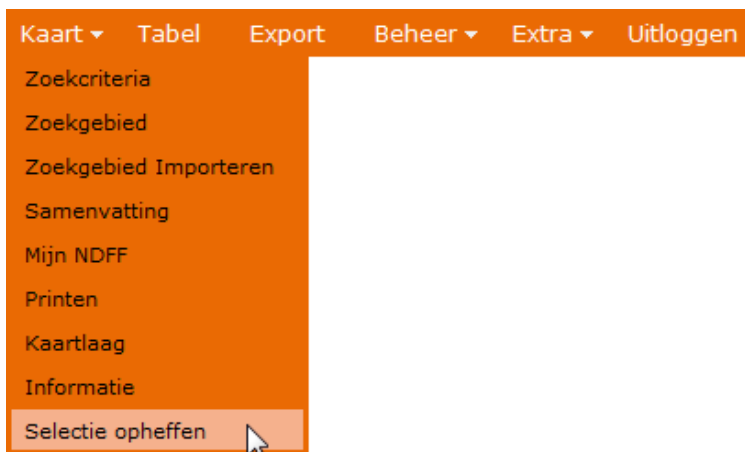 Kaart Tabel Export Beheer Extra Uitloggen
Zoekcriteria
Zoekgebied
Zoekgebied Importeren
Samenvatting
Mijn NDFF
Printen
Kaartlaag
Informatie
Selectie opheffen